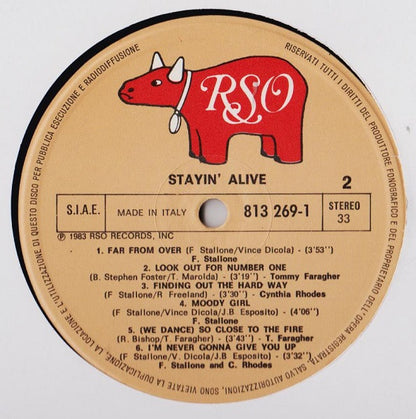 RSO
RISERVATI TUTTI I DIRITTI DEL PRODUTTORE FONOGRAFICO E DEL PROPRIETARIO DELL'OPERA REGISTRATA, SALVO AUTORIZZAZIONI, SONO VIETATE LA DUPLICAZIONE, LA LOCAZIONE E L'UTILIZZAZIONE DI QUESTO DISCO PER PUBBLICA ESECUZIONE E RADIODIFFUSIONE
STAYIN' ALIVE
2
S.I.A.E.
MADE IN ITALY
813 269-1
STEREO
33
℗ 1983 RSO RECORDS, INC
1. FAR FROM OVER (F Stallone/Vince Dicola) - (3'53")
F. Stallone
2. LOOK OUT FOR NUMBER ONE
(B. Stephen Foster/T. Marolda) - (3'19") - Tommy Faragher
3. FINDING OUT THE HARD WAY
(F Stallone/R Freeland) - (3'30") - Cynthia Rhodes
4. MOODY GIRL
(F Stallone/Vince Dicola/J.B Esposito) - (4'06")
F. Stallone
5. (WE DANCE) SO CLOSE TO THE FIRE
(R. Bishop/T Faragher) - (3'43") - T. Faragher
6. I'M NEVER GONNA GIVE YOU UP
(F Stallone/V. Dicola/J.B Esposito) - (3'32")
F. Stallone and C. Rhodes